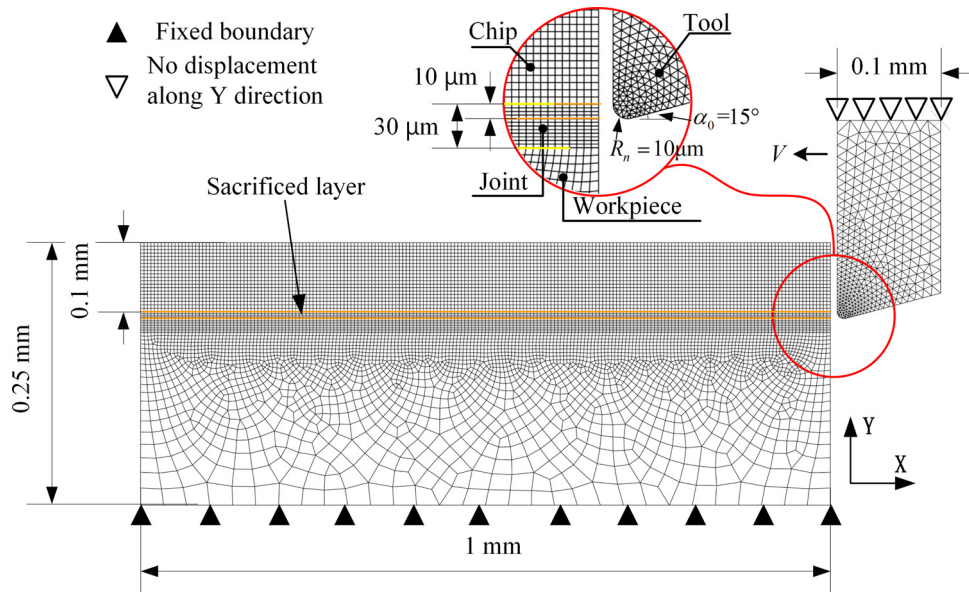 Fixed boundary
No displacement
along Y direction
Chip
Tool
10 μm
30 μm
α₀=15°
Rₙ = 10μm
Joint
Workpiece
0.1 mm
V
Sacrificed layer
0.1 mm
0.25 mm
Y
X
1 mm